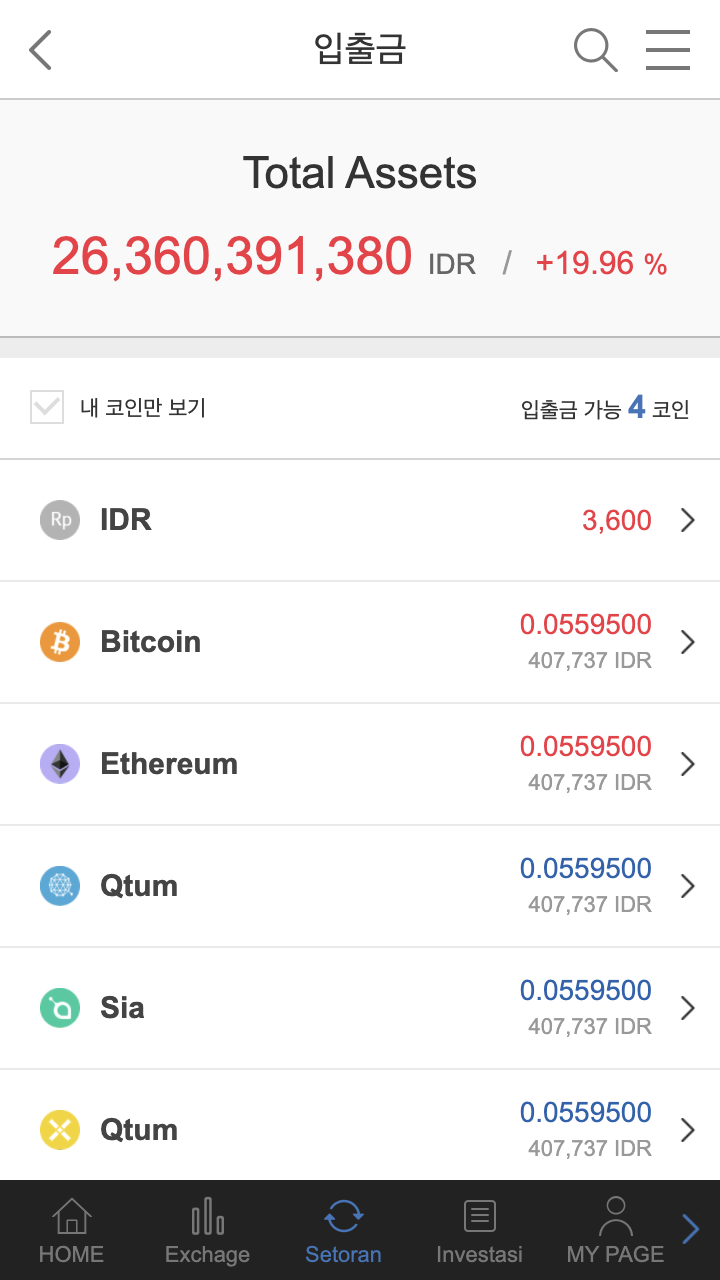 입출금
Total Assets
26,360,391,380 IDR / +19.96 %
내 코인만 보기 입출금 가능 4 코인
Rp IDR 3,600
Bitcoin 0.0559500
407,737 IDR
Ethereum 0.0559500
407,737 IDR
Qtum 0.0559500
407,737 IDR
Sia 0.0559500
407,737 IDR
Qtum 0.0559500
407,737 IDR
HOME Exchage Setoran Investasi MY PAGE